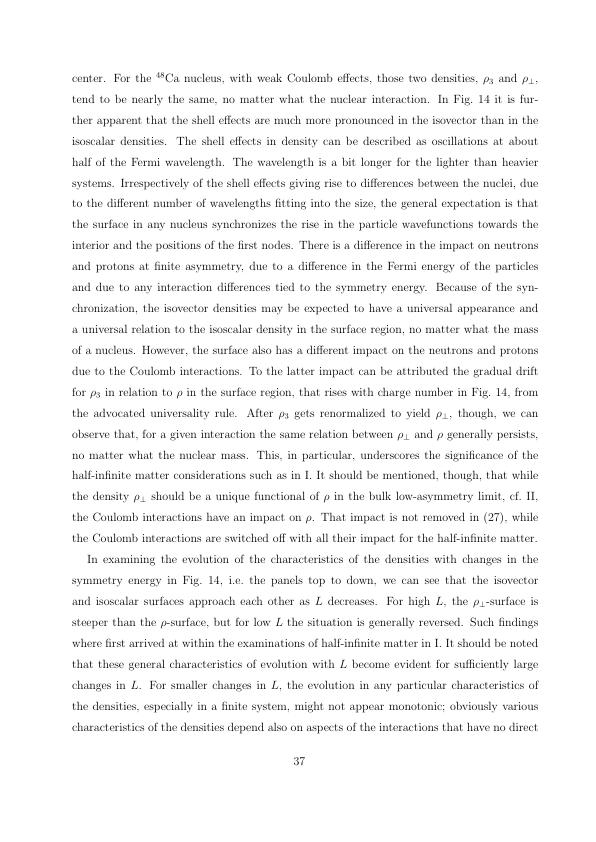 center. For the ⁴⁸Ca nucleus, with weak Coulomb effects, those two densities, ρ₃ and ρ⊥,
tend to be nearly the same, no matter what the nuclear interaction. In Fig. 14 it is fur-
ther apparent that the shell effects are much more pronounced in the isovector than in the
isoscalar densities. The shell effects in density can be described as oscillations at about
half of the Fermi wavelength. The wavelength is a bit longer for the lighter than heavier
systems. Irrespectively of the shell effects giving rise to differences between the nuclei, due
to the different number of wavelengths fitting into the size, the general expectation is that
the surface in any nucleus synchronizes the rise in the particle wavefunctions towards the
interior and the positions of the first nodes. There is a difference in the impact on neutrons
and protons at finite asymmetry, due to a difference in the Fermi energy of the particles
and due to any interaction differences tied to the symmetry energy. Because of the syn-
chronization, the isovector densities may be expected to have a universal appearance and
a universal relation to the isoscalar density in the surface region, no matter what the mass
of a nucleus. However, the surface also has a different impact on the neutrons and protons
due to the Coulomb interactions. To the latter impact can be attributed the gradual drift
for ρ₃ in relation to ρ in the surface region, that rises with charge number in Fig. 14, from
the advocated universality rule. After ρ₃ gets renormalized to yield ρ⊥, though, we can
observe that, for a given interaction the same relation between ρ⊥ and ρ generally persists,
no matter what the nuclear mass. This, in particular, underscores the significance of the
half-infinite matter considerations such as in I. It should be mentioned, though, that while
the density ρ⊥ should be a unique functional of ρ in the bulk low-asymmetry limit, cf. II,
the Coulomb interactions have an impact on ρ. That impact is not removed in (27), while
the Coulomb interactions are switched off with all their impact for the half-infinite matter.
In examining the evolution of the characteristics of the densities with changes in the
symmetry energy in Fig. 14, i.e. the panels top to down, we can see that the isovector
and isoscalar surfaces approach each other as L decreases. For high L, the ρ⊥-surface is
steeper than the ρ-surface, but for low L the situation is generally reversed. Such findings
where first arrived at within the examinations of half-infinite matter in I. It should be noted
that these general characteristics of evolution with L become evident for sufficiently large
changes in L. For smaller changes in L, the evolution in any particular characteristics of
the densities, especially in a finite system, might not appear monotonic; obviously various
characteristics of the densities depend also on aspects of the interactions that have no direct
37